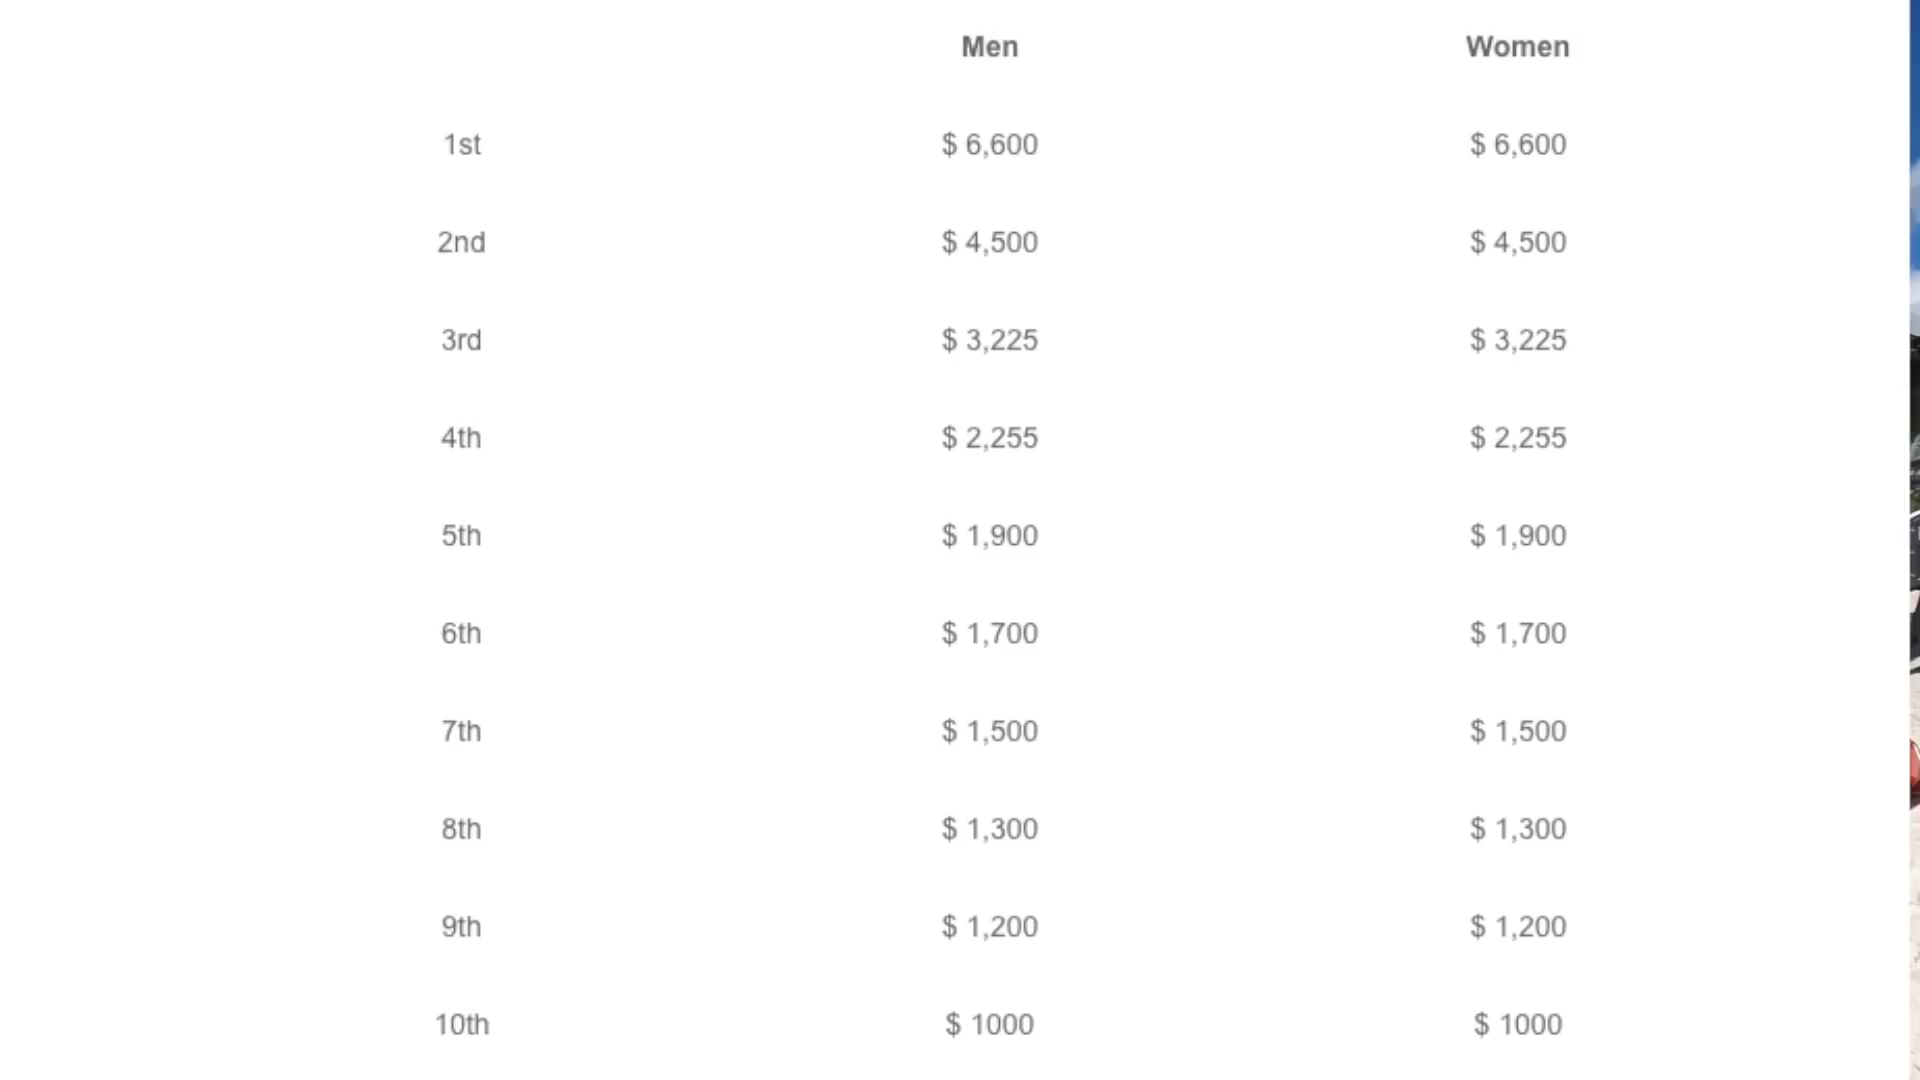 Men Women
1st $ 6,600 $ 6,600
2nd $ 4,500 $ 4,500
3rd $ 3,225 $ 3,225
4th $ 2,255 $ 2,255
5th $ 1,900 $ 1,900
6th $ 1,700 $ 1,700
7th $ 1,500 $ 1,500
8th $ 1,300 $ 1,300
9th $ 1,200 $ 1,200
10th $ 1000 $ 1000